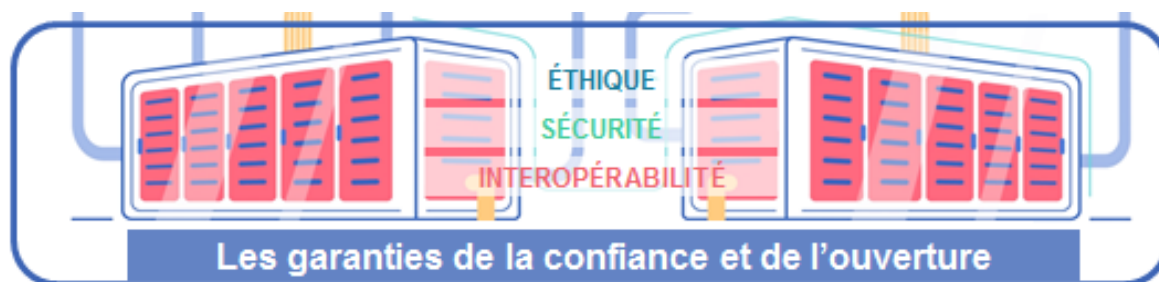 ÉTHIQUE
SÉCURITÉ
INTEROPÉRABILITÉ
Les garanties de la confiance et de l’ouverture